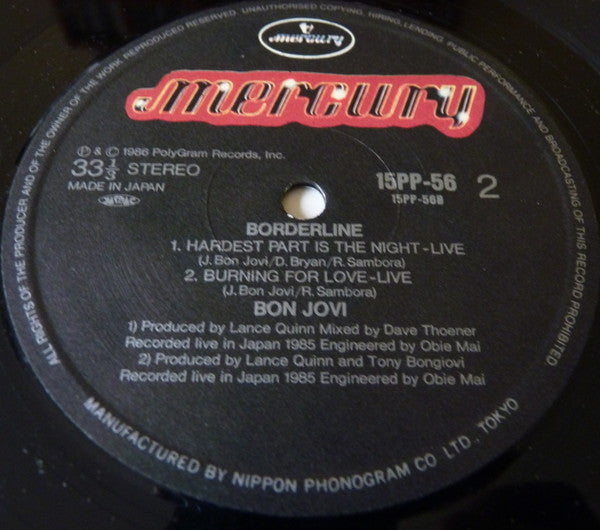 ALL RIGHTS OF THE PRODUCER AND OF THE OWNER OF THE WORK REPRODUCED RESERVED. UNAUTHORISED COPYING, HIRING, LENDING, PUBLIC PERFORMANCE AND BROADCASTING OF THIS RECORD PROHIBITED
mercury
mercury
℗ & © 1986 PolyGram Records, Inc.
33 1/3 rpm STEREO
MADE IN JAPAN
15PP-56
15PP-56B
2
BORDERLINE
1. HARDEST PART IS THE NIGHT-LIVE
(J.Bon Jovi/D.Bryan/R.Sambora)
2. BURNING FOR LOVE-LIVE
(J.Bon Jovi/R.Sambora)
BON JOVI
1) Produced by Lance Quinn Mixed by Dave Thoener
Recorded live in Japan 1985 Engineered by Obie Mai
2) Produced by Lance Quinn and Tony Bongiovi
Recorded live in Japan 1985 Engineered by Obie Mai
MANUFACTURED BY NIPPON PHONOGRAM CO LTD., TOKYO